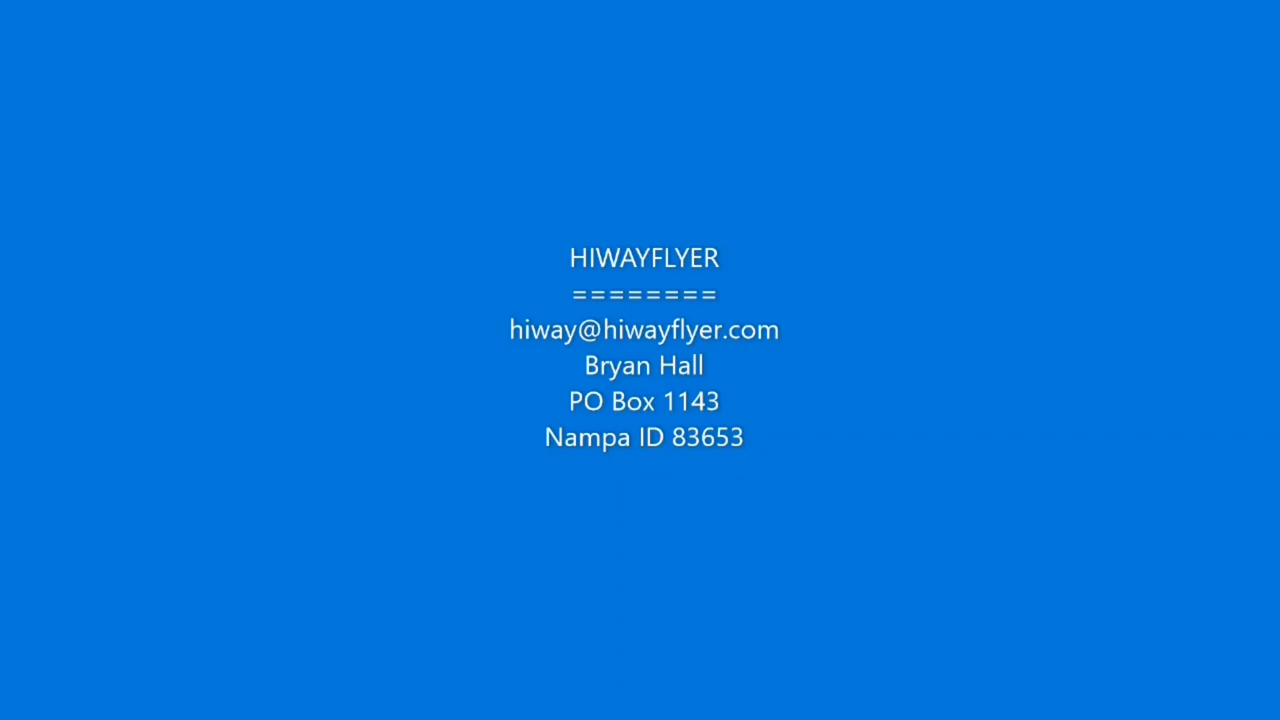 HIWAYFLYER
========
hiway@hiwayflyer.com
Bryan Hall
PO Box 1143
Nampa ID 83653